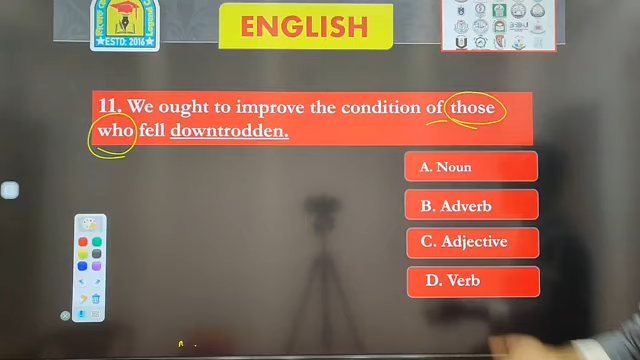 ESTD: 2016
ENGLISH
11. We ought to improve the condition of those
who fell downtrodden.
A. Noun
B. Adverb
C. Adjective
D. Verb